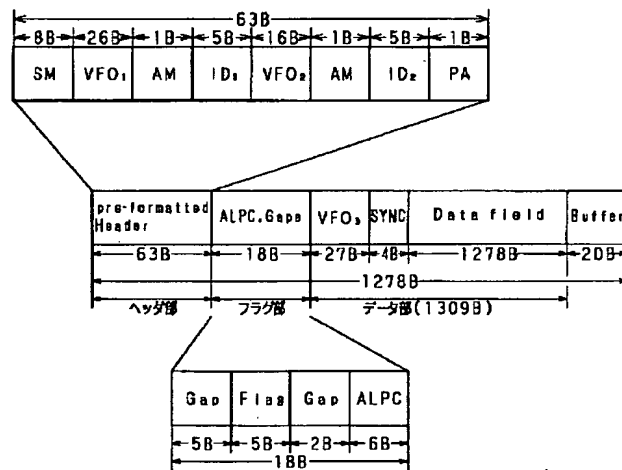 63B
8B 26B 1B 5B 16B 1B 5B 1B
SM VFO₁ AM ID₁ VFO₂ AM ID₂ PA
pre-formatted Header ALPC,Gaps VFO₃ SYNC Data field Buffer
63B 18B 27B 4B 1278B 20B
1278B
ヘッダ部 フラグ部 データ部(1309B)
Gap Flag Gap ALPC
5B 5B 2B 6B
18B